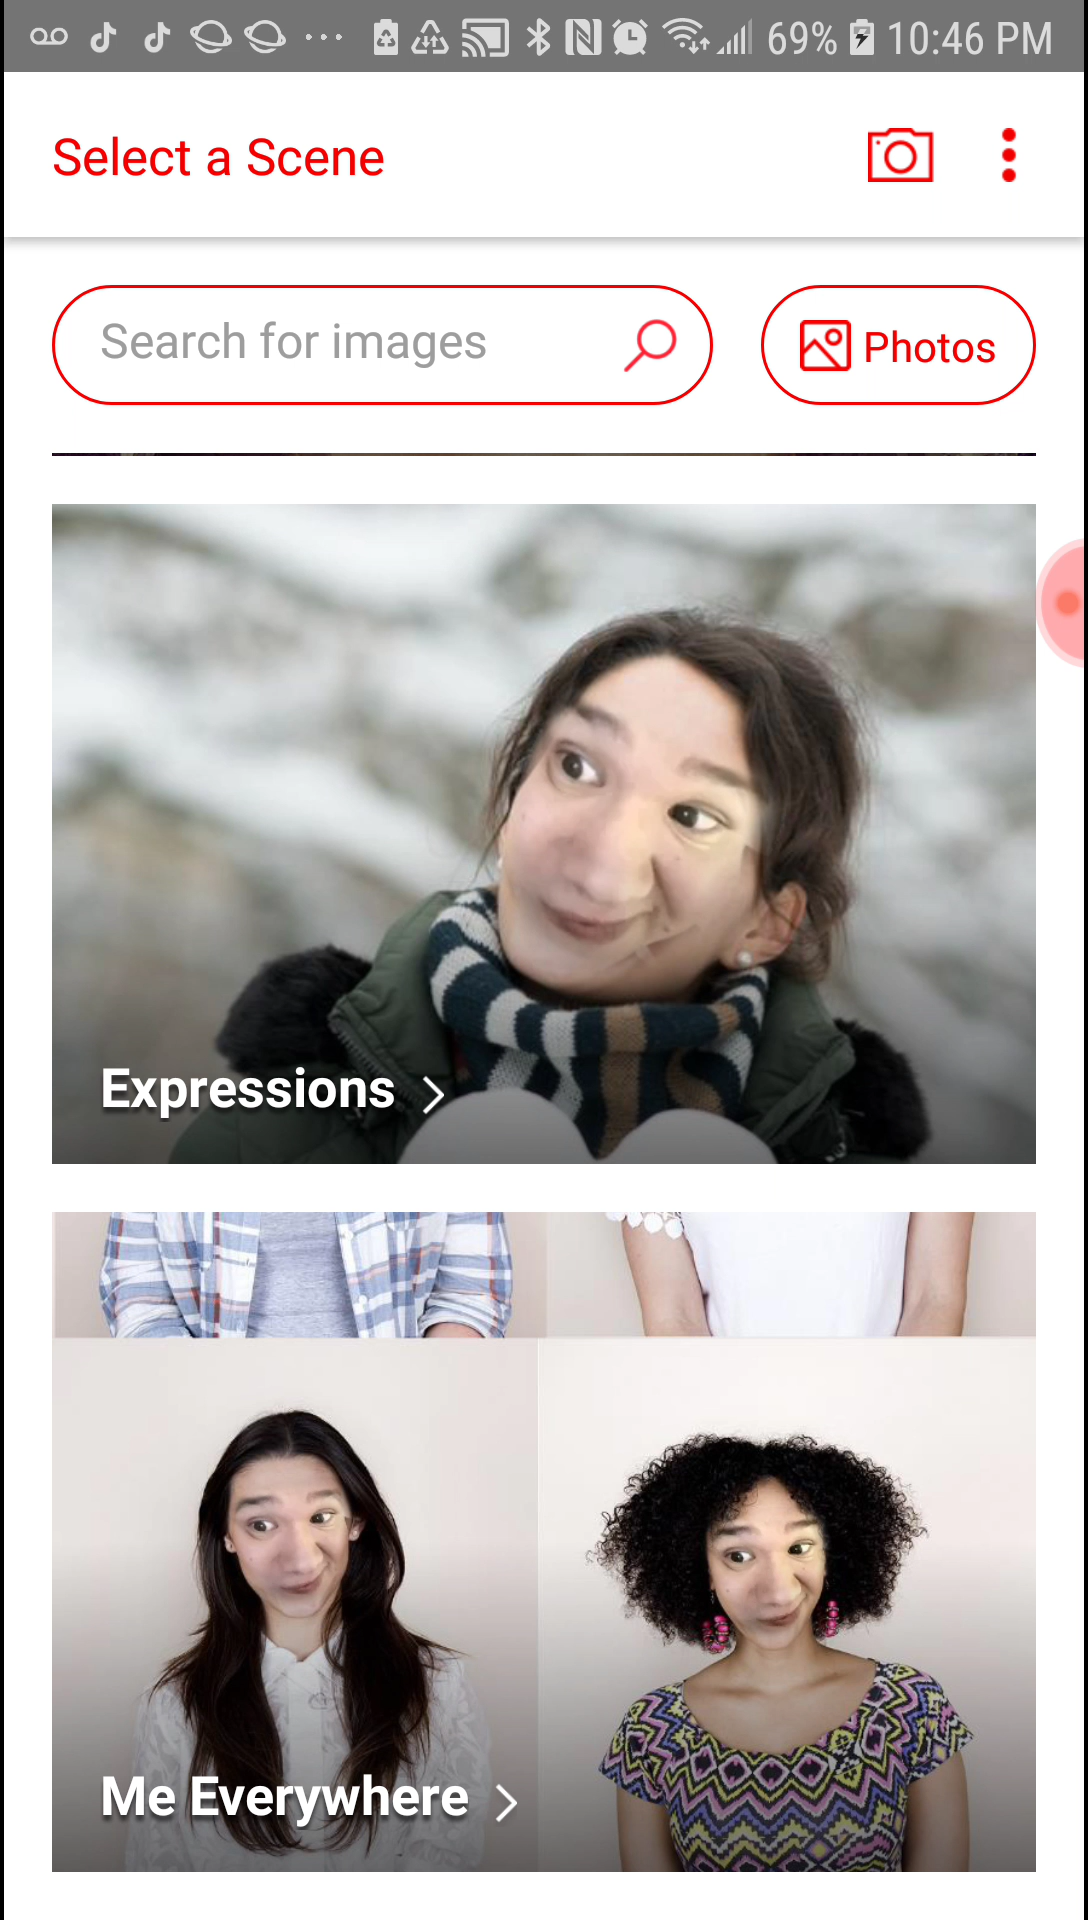 69% 10:46 PM
Select a Scene
Search for images
Photos
Expressions
Me Everywhere